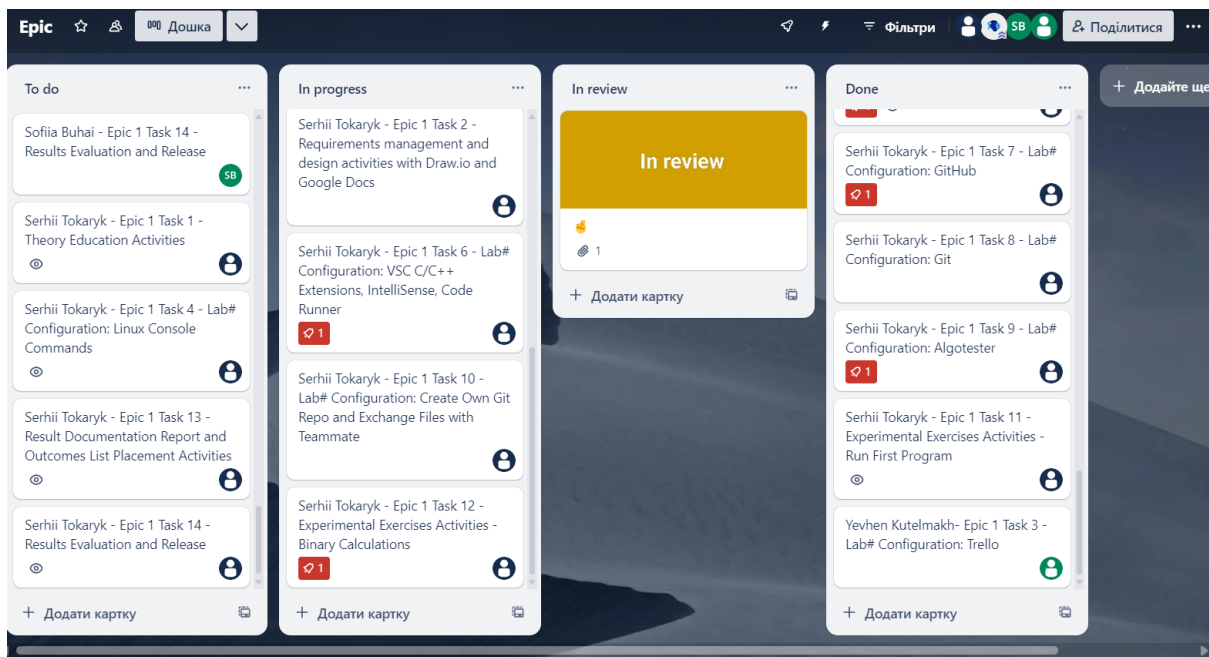 Epic
Дошка
Фільтри
SB
Поділитися
To do
Sofiia Buhai - Epic 1 Task 14 -
Results Evaluation and Release
SB
Serhii Tokaryk - Epic 1 Task 1 -
Theory Education Activities
Serhii Tokaryk - Epic 1 Task 4 - Lab#
Configuration: Linux Console
Commands
Serhii Tokaryk - Epic 1 Task 13 -
Result Documentation Report and
Outcomes List Placement Activities
Serhii Tokaryk - Epic 1 Task 14 -
Results Evaluation and Release
Додати картку
In progress
Serhii Tokaryk - Epic 1 Task 2 -
Requirements management and
design activities with Draw.io and
Google Docs
Serhii Tokaryk - Epic 1 Task 6 - Lab#
Configuration: VSC C/C++
Extensions, IntelliSense, Code
Runner
1
Serhii Tokaryk - Epic 1 Task 10 -
Lab# Configuration: Create Own Git
Repo and Exchange Files with
Teammate
Serhii Tokaryk - Epic 1 Task 12 -
Experimental Exercises Activities -
Binary Calculations
1
Додати картку
In review
In review
1
Додати картку
Done
Serhii Tokaryk - Epic 1 Task 7 - Lab#
Configuration: GitHub
1
Serhii Tokaryk - Epic 1 Task 8 - Lab#
Configuration: Git
Serhii Tokaryk - Epic 1 Task 9 - Lab#
Configuration: Algotester
1
Serhii Tokaryk - Epic 1 Task 11 -
Experimental Exercises Activities -
Run First Program
Yevhen Kutelmakh- Epic 1 Task 3 -
Lab# Configuration: Trello
Додати картку
Додайте ще